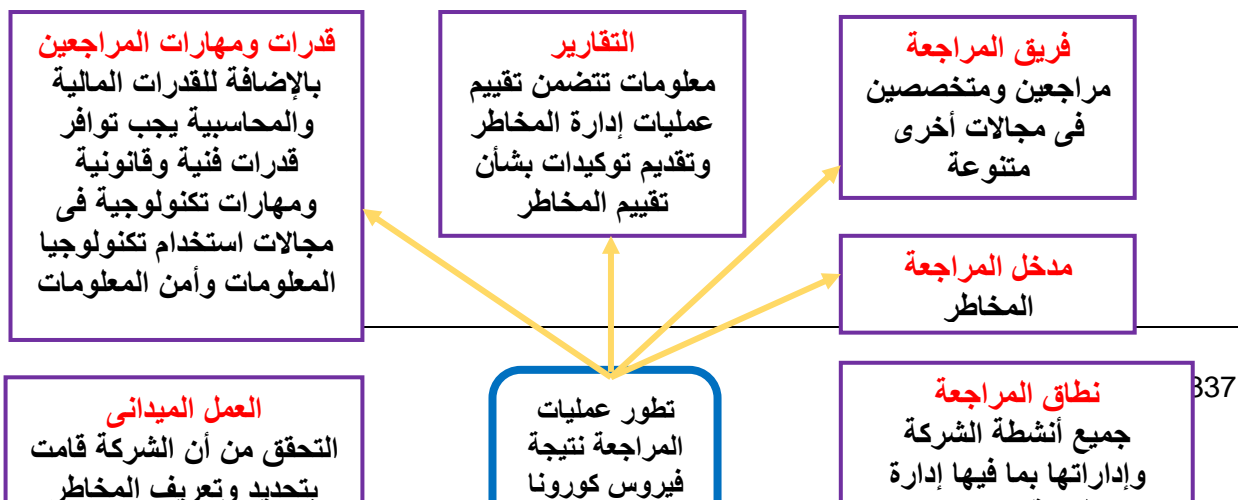 فريق المراجعة
مراجعين ومتخصصين
فى مجالات أخرى
متنوعة
التقارير
معلومات تتضمن تقييم
عمليات إدارة المخاطر
وتقديم توكيدات بشأن
تقييم المخاطر
قدرات ومهارات المراجعين
بالإضافة للقدرات المالية
والمحاسبية يجب توافر
قدرات فنية وقانونية
ومهارات تكنولوجية فى
مجالات استخدام تكنولوجيا
المعلومات وأمن المعلومات
مدخل المراجعة
المخاطر
337
نطاق المراجعة
جميع أنشطة الشركة
وإداراتها بما فيها إدارة
تطور عمليات
المراجعة نتيجة
فيروس كورونا
العمل الميدانى
التحقق من أن الشركة قامت
بتحديد وتعريف المخاطر